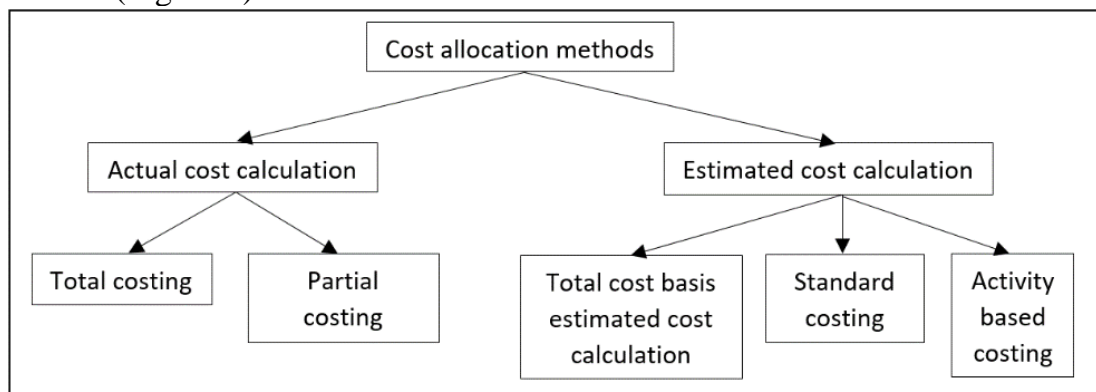 Cost allocation methods
Actual cost calculation
Estimated cost calculation
Total costing
Partial
costing
Total cost basis
estimated cost
calculation
Standard
costing
Activity
based
costing